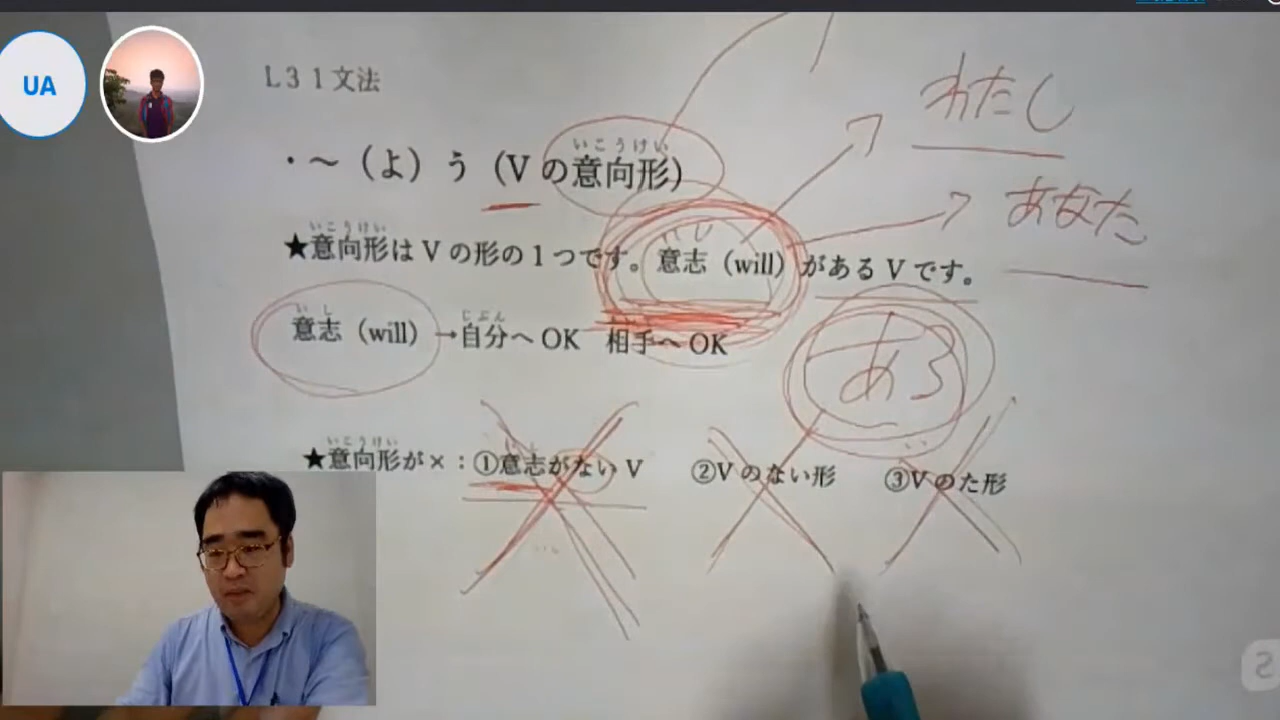 UA
L31文法
わたし
いこうけい
・～（よ）う（Vの意向形）
あなた
いこうけい いし
★意向形はVの形の1つです。意志（will）があるVです。
いし じぶん
意志（will）→自分へOK 相手へOK
ある
いこうけい いし
★意向形が×：①意志がないV ②Vのない形 ③Vのた形